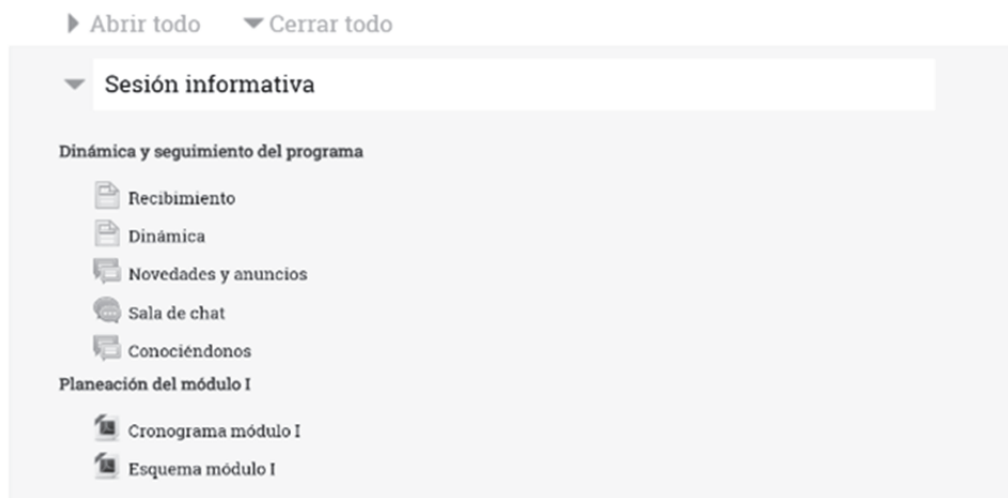 Abrir todo Cerrar todo
Sesión informativa
Dinámica y seguimiento del programa
Recibimiento
Dinámica
Novedades y anuncios
Sala de chat
Conociéndonos
Planeación del módulo I
Cronograma módulo I
Esquema módulo I